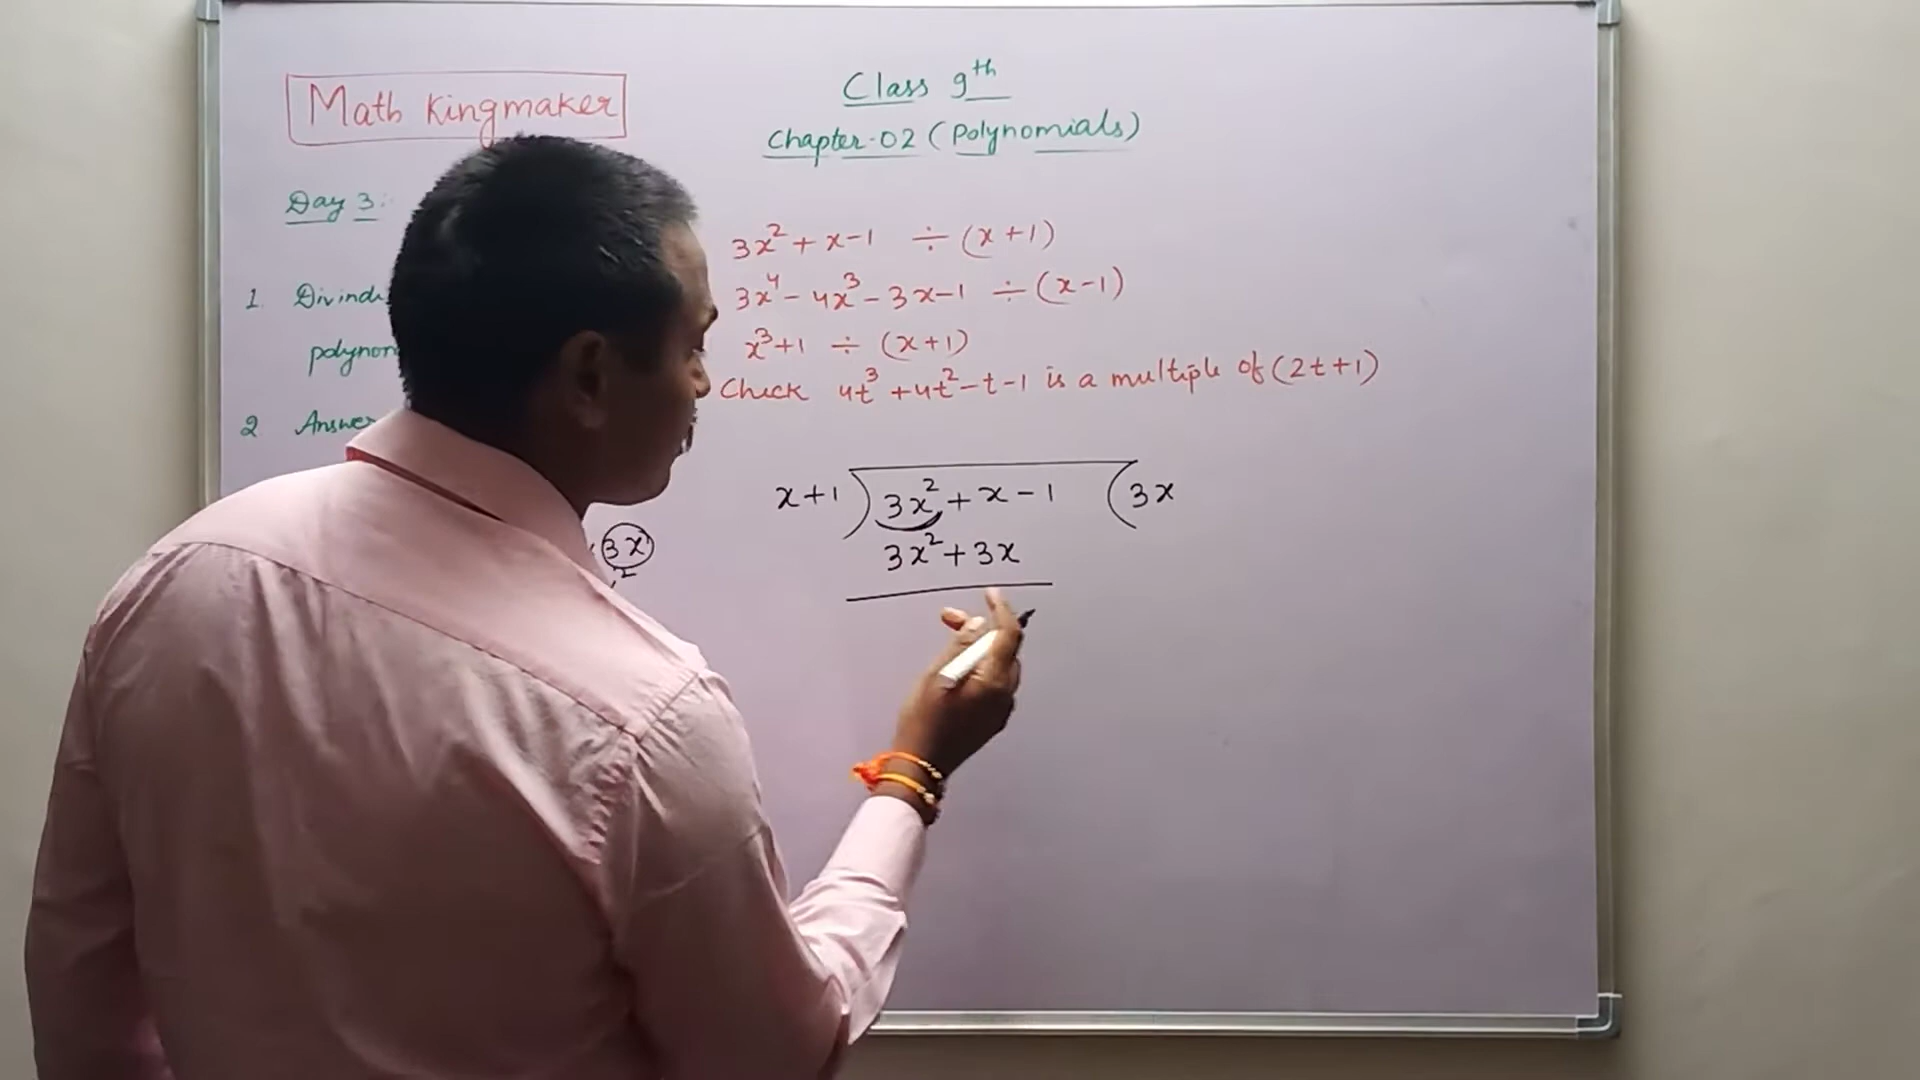 Math Kingmaker
Class 9th
Chapter-02 (Polynomials)
Day 3:
3x² + x - 1 ÷ (x + 1)
1. Divinde
3x⁴ - 4x³ - 3x - 1 ÷ (x - 1)
polynom
x³ + 1 ÷ (x + 1)
Check 4t³ + 4t² - t - 1 is a multiple of (2t + 1)
2 Answer
x + 1 ) 3x² + x - 1 ( 3x
3x² + 3x
3x